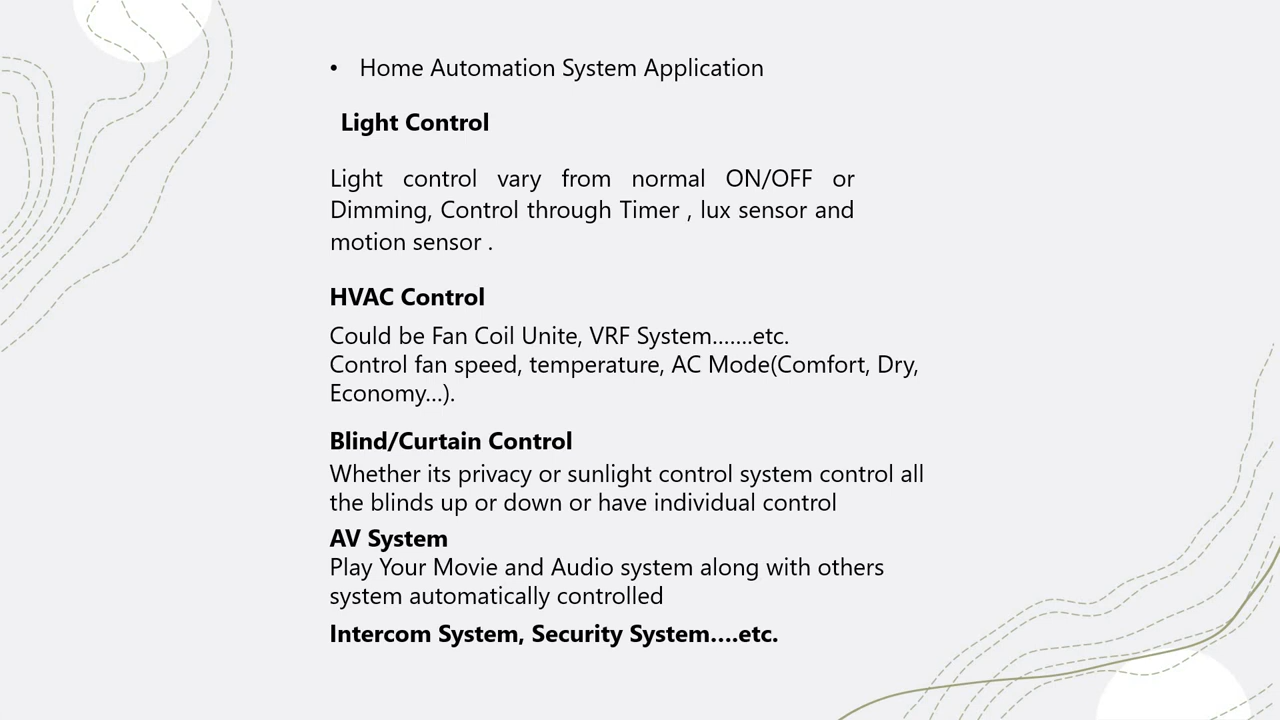 • Home Automation System Application
Light Control
Light control vary from normal ON/OFF or
Dimming, Control through Timer , lux sensor and
motion sensor .
HVAC Control
Could be Fan Coil Unite, VRF System.......etc.
Control fan speed, temperature, AC Mode(Comfort, Dry,
Economy...).
Blind/Curtain Control
Whether its privacy or sunlight control system control all
the blinds up or down or have individual control
AV System
Play Your Movie and Audio system along with others
system automatically controlled
Intercom System, Security System....etc.